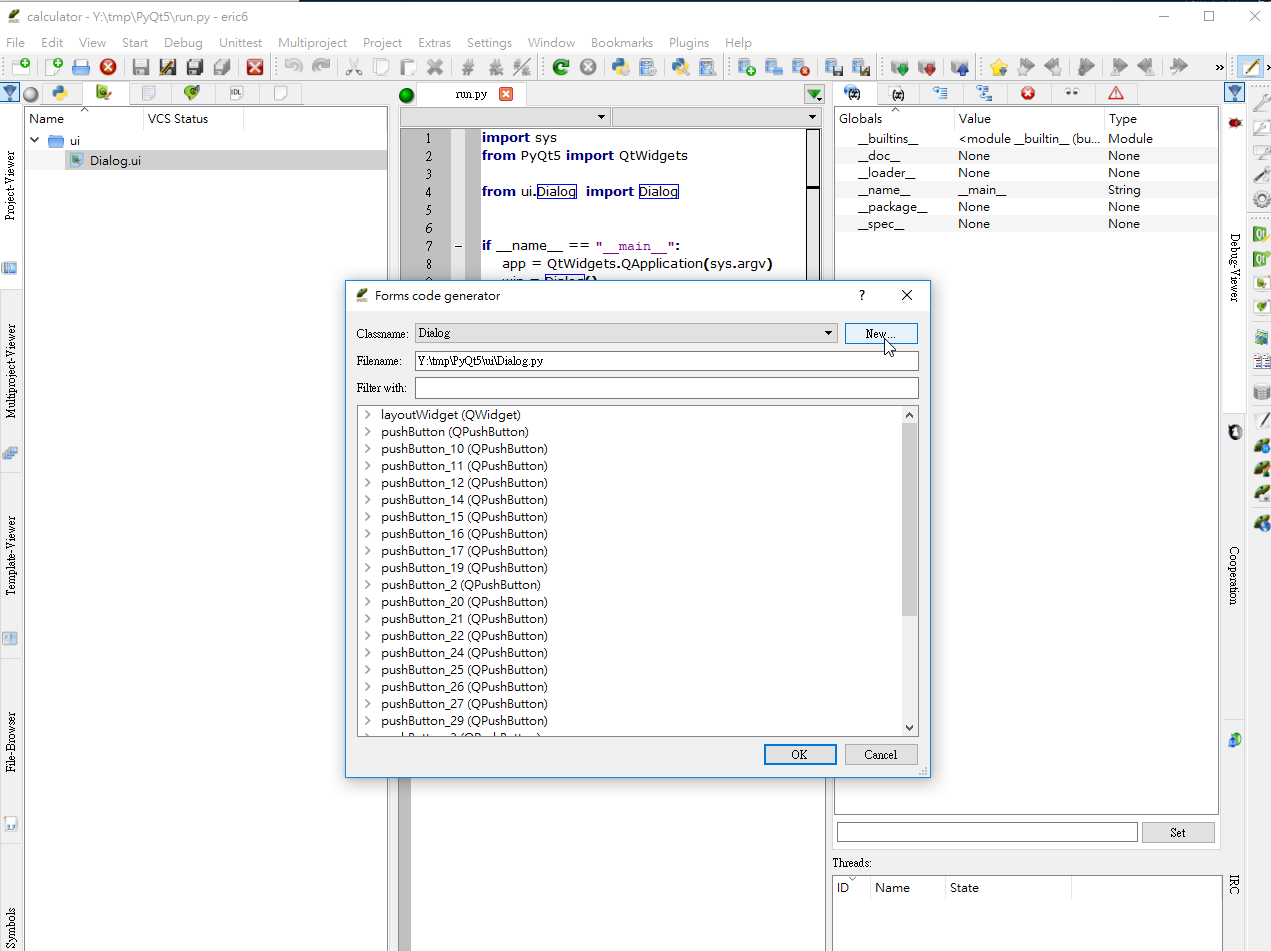 calculator - Y:\tmp\PyQt5\run.py - eric6
File Edit View Start Debug Unittest Multiproject Project Extras Settings Window Bookmarks Plugins Help
IDL
»
Name VCS Status
ui
Dialog.ui
Project-Viewer
Multiproject-Viewer
Template-Viewer
File-Browser
Symbols
run.py
1 import sys
2 from PyQt5 import QtWidgets
3
4 from ui.Dialog import Dialog
5
6
7 if __name__ == "__main__":
8 app = QtWidgets.QApplication(sys.argv)
Forms code generator ?
Classname: Dialog New...
Filename: Y:\tmp\PyQt5\ui\Dialog.py
Filter with:
layoutWidget (QWidget)
pushButton (QPushButton)
pushButton_10 (QPushButton)
pushButton_11 (QPushButton)
pushButton_12 (QPushButton)
pushButton_14 (QPushButton)
pushButton_15 (QPushButton)
pushButton_16 (QPushButton)
pushButton_17 (QPushButton)
pushButton_19 (QPushButton)
pushButton_2 (QPushButton)
pushButton_20 (QPushButton)
pushButton_21 (QPushButton)
pushButton_22 (QPushButton)
pushButton_24 (QPushButton)
pushButton_25 (QPushButton)
pushButton_26 (QPushButton)
pushButton_27 (QPushButton)
pushButton_29 (QPushButton)
OK Cancel
Globals Value Type
__builtins__ <module __builtin__ (bu... Module
__doc__ None None
__loader__ None None
__name__ __main__ String
__package__ None None
__spec__ None None
Set
Threads:
ID Name State
Debug-Viewer
Cooperation
IRC